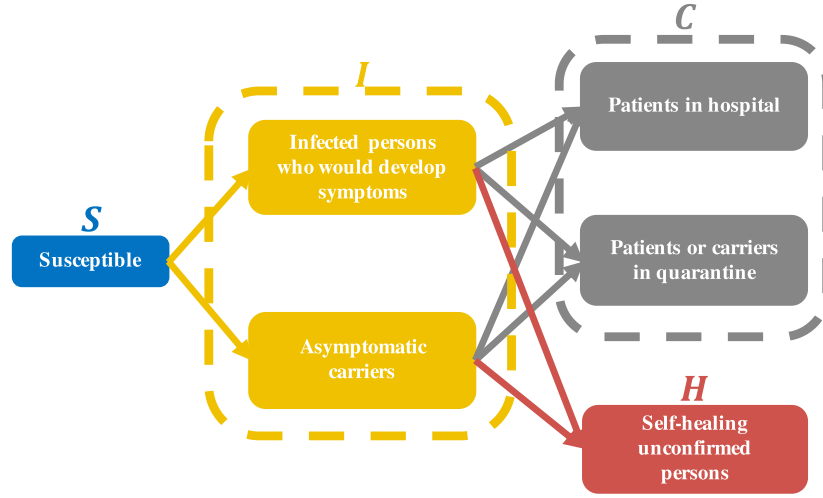 S
Susceptible
I
Infected persons
who would develop
symptoms
Asymptomatic
carriers
C
Patients in hospital
Patients or carriers
in quarantine
H
Self-healing
unconfirmed
persons